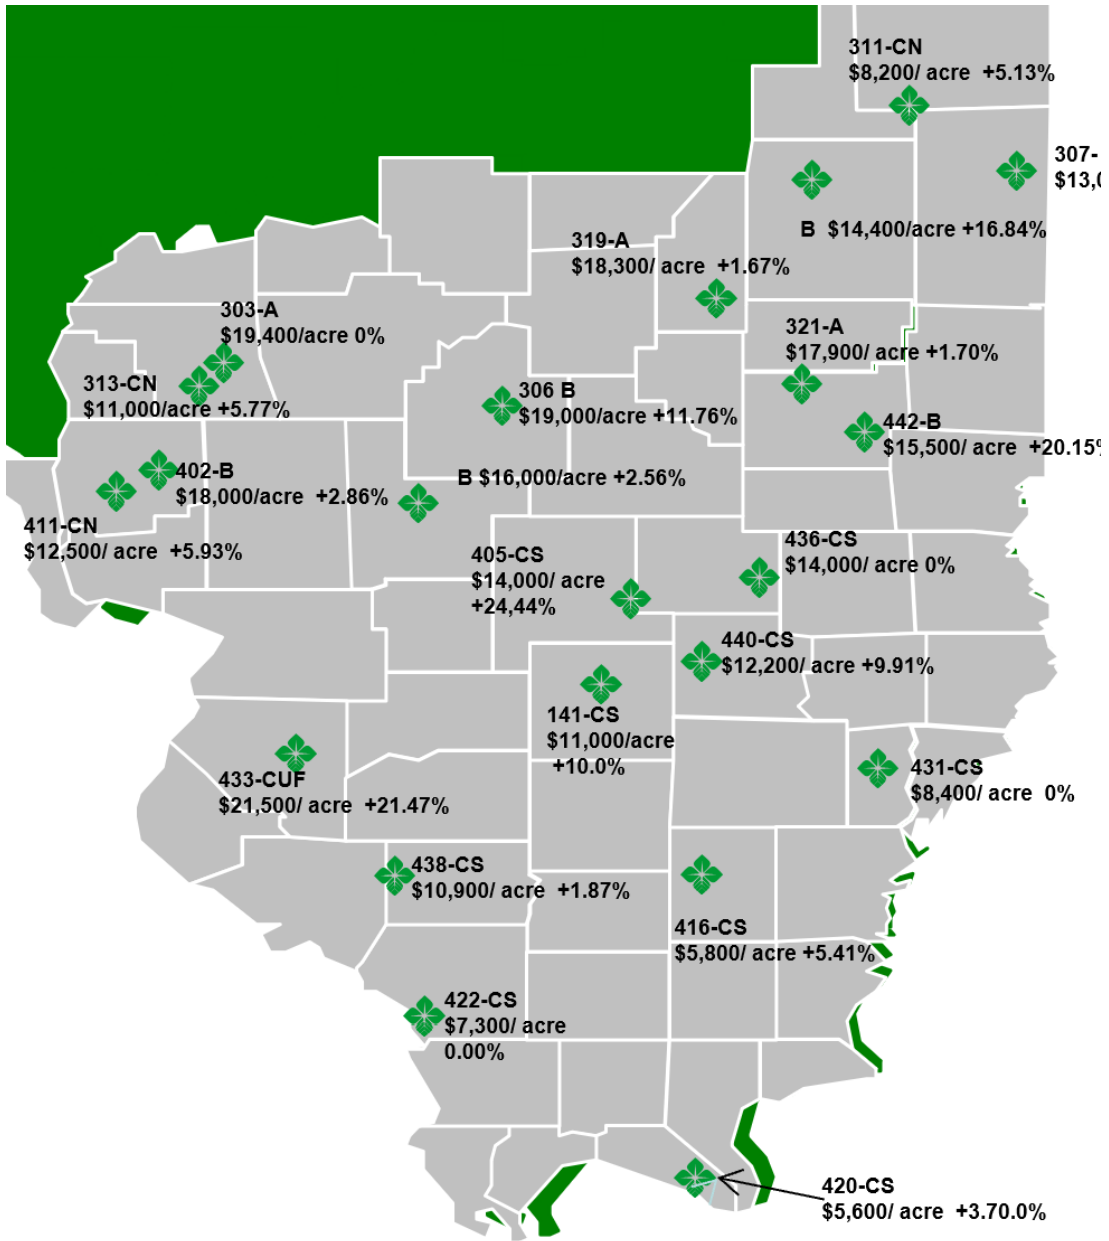 311-CN
$8,200/ acre  +5.13%
307-
$13,
B  $14,400/acre +16.84%
319-A
$18,300/ acre  +1.67%
303-A
$19,400/acre 0%
321-A
$17,900/ acre +1.70%
313-CN
$11,000/acre +5.77%
306 B
$19,000/acre +11.76%
442-B
$15,500/ acre +20.15%
402-B
$18,000/acre  +2.86%
B $16,000/acre +2.56%
411-CN
$12,500/ acre  +5.93%
405-CS
$14,000/ acre
+24,44%
436-CS
$14,000/ acre 0%
440-CS
$12,200/ acre +9.91%
141-CS
$11,000/acre
+10.0%
431-CS
$8,400/ acre  0%
433-CUF
$21,500/ acre  +21.47%
438-CS
$10,900/ acre  +1.87%
416-CS
$5,800/ acre +5.41%
422-CS
$7,300/ acre
0.00%
420-CS
$5,600/ acre  +3.70.0%